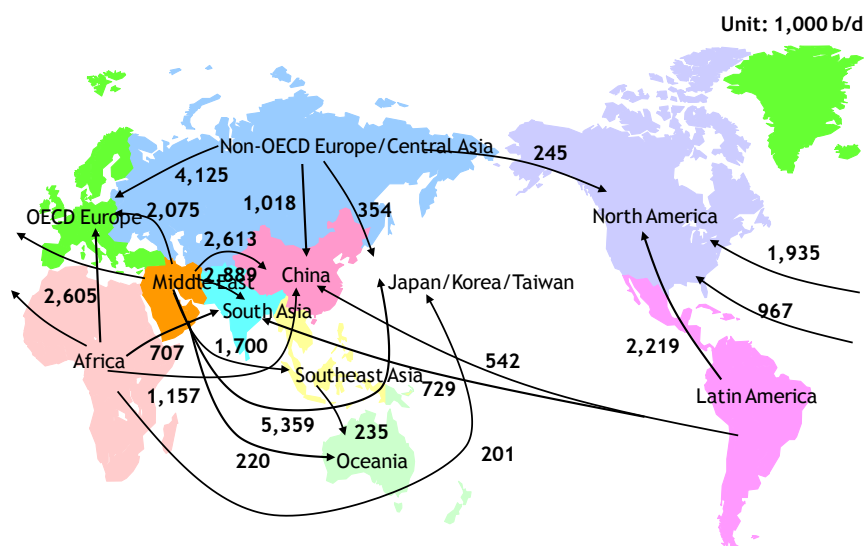 Unit: 1,000 b/d
Non-OECD Europe/Central Asia
245
4,125
OECD Europe
2,075
1,018
354
North America
2,613
1,935
2,889
China
Middle East
Japan/Korea/Taiwan
2,605
South Asia
967
707
1,700
2,219
Africa
542
Southeast Asia
729
1,157
Latin America
5,359
235
201
220
Oceania